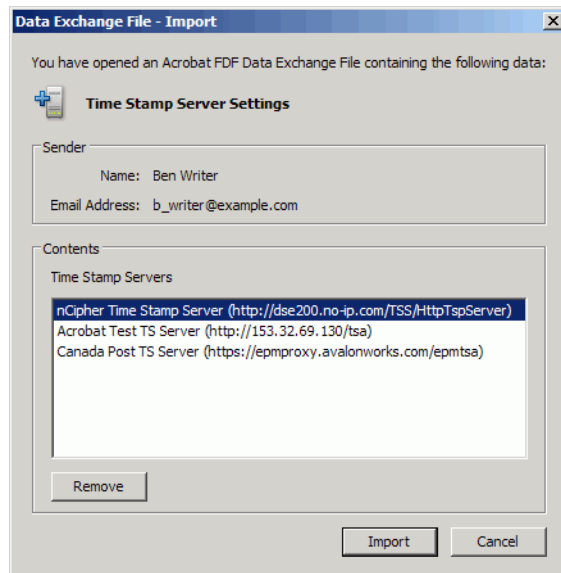 Data Exchange File - Import
You have opened an Acrobat FDF Data Exchange File containing the following data:
Time Stamp Server Settings
Sender
Name: Ben Writer
Email Address: b_writer@example.com
Contents
Time Stamp Servers
nCipher Time Stamp Server (http://dse200.no-ip.com/TSS/HttpTspServer)
Acrobat Test TS Server (http://153.32.69.130/tsa)
Canada Post TS Server (https://epmproxy.avalonworks.com/epmtsa)
Remove
Import Cancel